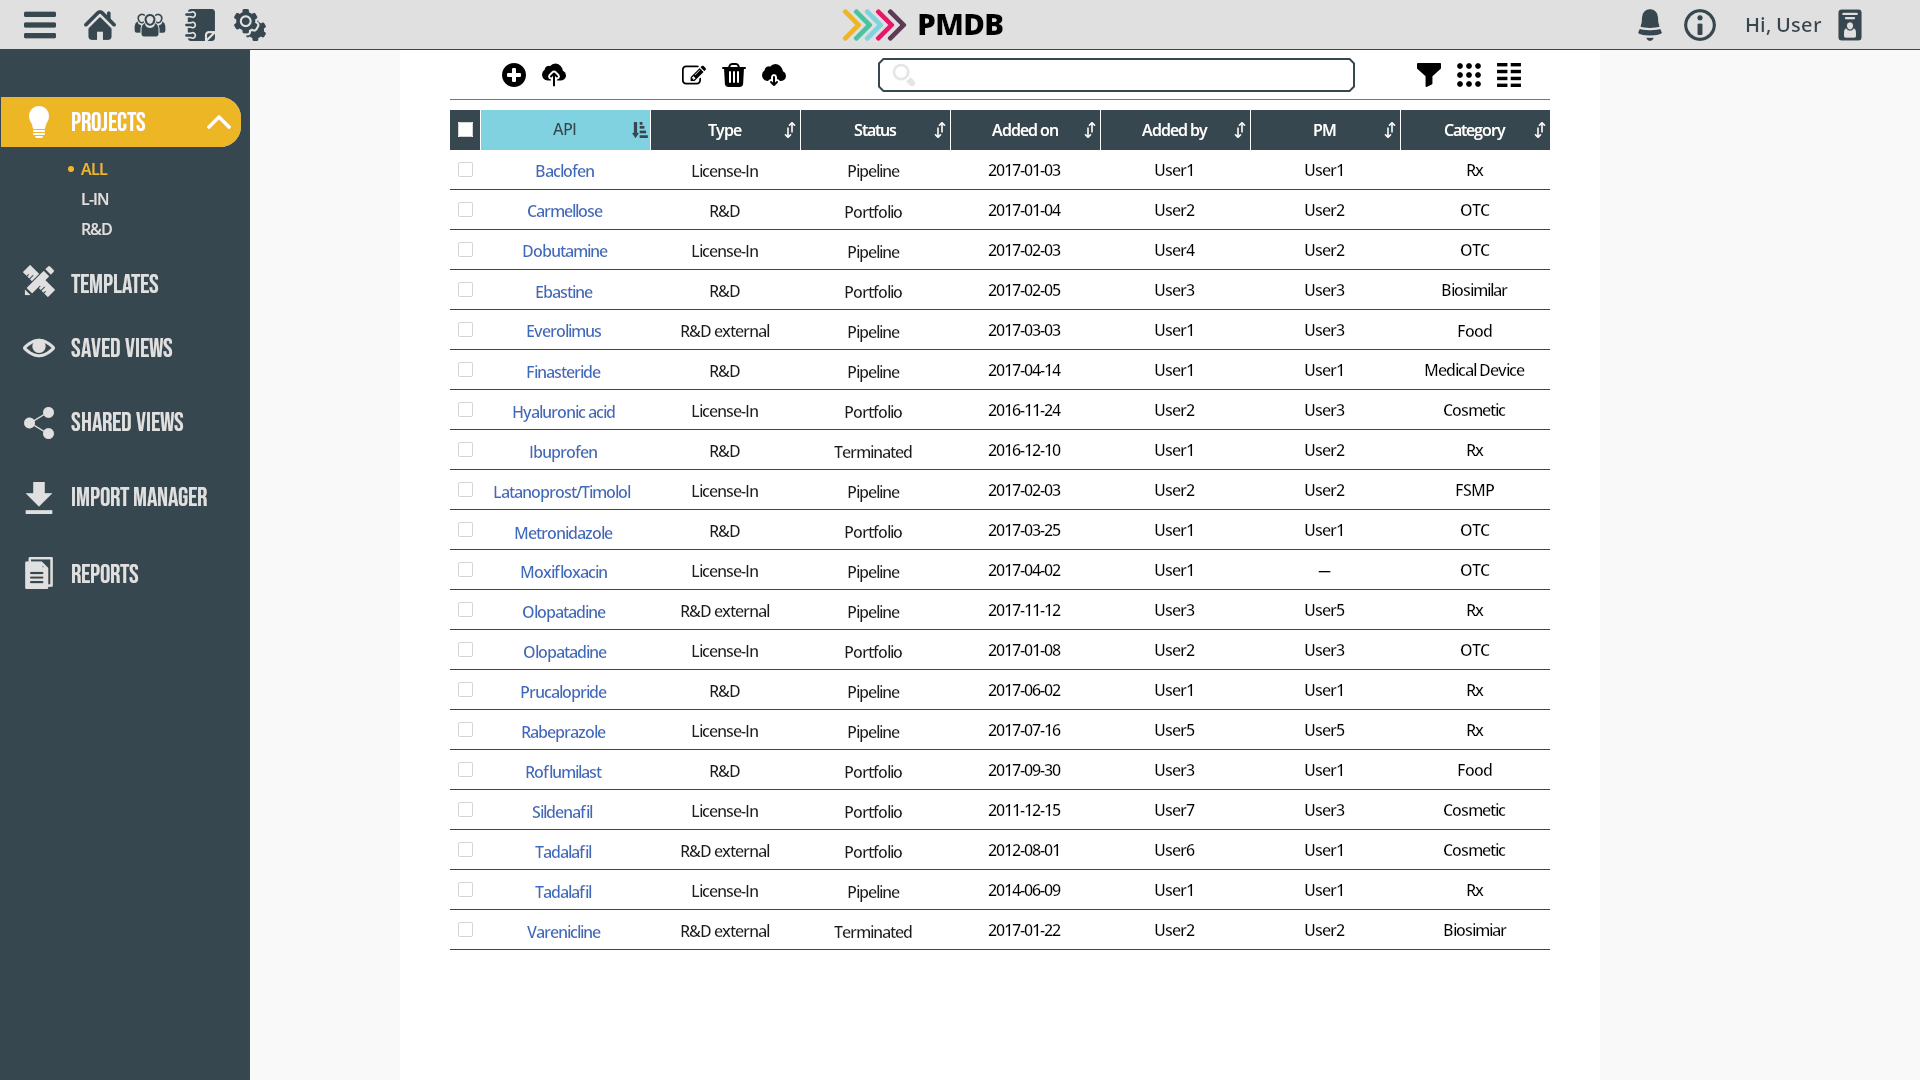 PMDB
Hi, User
PROJECTS
ALL
L-IN
R&D
TEMPLATES
SAVED VIEWS
SHARED VIEWS
IMPORT MANAGER
REPORTS
API Type Status Added on Added by PM Category
Baclofen License-In Pipeline 2017-01-03 User1 User1 Rx
Carmellose R&D Portfolio 2017-01-04 User2 User2 OTC
Dobutamine License-In Pipeline 2017-02-03 User4 User2 OTC
Ebastine R&D Portfolio 2017-02-05 User3 User3 Biosimilar
Everolimus R&D external Pipeline 2017-03-03 User1 User3 Food
Finasteride R&D Pipeline 2017-04-14 User1 User1 Medical Device
Hyaluronic acid License-In Portfolio 2016-11-24 User2 User3 Cosmetic
Ibuprofen R&D Terminated 2016-12-10 User1 User2 Rx
Latanoprost/Timolol License-In Pipeline 2017-02-03 User2 User2 FSMP
Metronidazole R&D Portfolio 2017-03-25 User1 User1 OTC
Moxifloxacin License-In Pipeline 2017-04-02 User1 — OTC
Olopatadine R&D external Pipeline 2017-11-12 User3 User5 Rx
Olopatadine License-In Portfolio 2017-01-08 User2 User3 OTC
Prucalopride R&D Pipeline 2017-06-02 User1 User1 Rx
Rabeprazole License-In Pipeline 2017-07-16 User5 User5 Rx
Roflumilast R&D Portfolio 2017-09-30 User3 User1 Food
Sildenafil License-In Portfolio 2011-12-15 User7 User3 Cosmetic
Tadalafil R&D external Portfolio 2012-08-01 User6 User1 Cosmetic
Tadalafil License-In Pipeline 2014-06-09 User1 User1 Rx
Varenicline R&D external Terminated 2017-01-22 User2 User2 Biosimiar